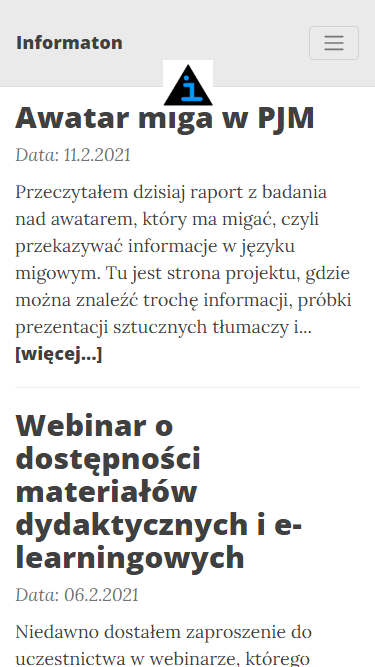 Informaton
i
Awatar miga w PJM
Data: 11.2.2021
Przeczytałem dzisiaj raport z badania
nad awatarem, który ma migać, czyli
przekazywać informacje w języku
migowym. Tu jest strona projektu, gdzie
można znaleźć trochę informacji, próbki
prezentacji sztucznych tłumaczy i...
[więcej...]
Webinar o
dostępności
materiałów
dydaktycznych i e-
learningowych
Data: 06.2.2021
Niedawno dostałem zaproszenie do
uczestnictwa w webinarze, którego